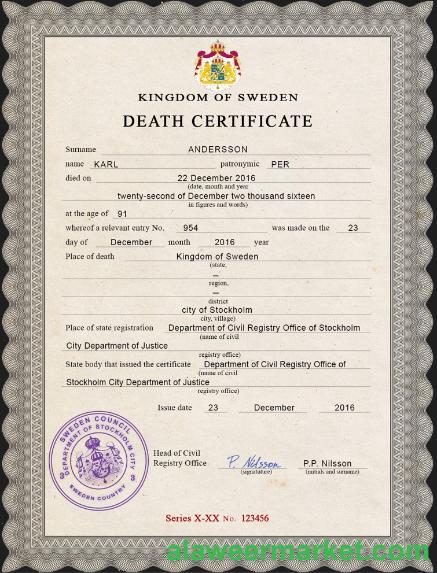 KINGDOM OF SWEDEN
DEATH CERTIFICATE
Surname ANDERSSON
name KARL patronymic PER
died on 22 December 2016
(date, month and year
twenty-second of December two thousand sixteen
in figures and words)
at the age of 91
whereof a relevant entry No. 954 was made on the 23
day of December month 2016 year
Place of death Kingdom of Sweden
(state,
–
region,
–
district
city of Stockholm
city, village)
Place of state registration Department of Civil Registry Office of Stockholm
(name of civil
City Department of Justice
registry office)
State body that issued the certificate Department of Civil Registry Office of
(name of civil
Stockholm City Department of Justice
registry office)
Issue date 23 December 2016
SWEDEN COUNCIL
DEPARTMENT OF STOCKHOLM CITY
SWEDEN COUNTRY
Head of Civil
Registry Office P. Nilsson P.P. Nilsson
(signature) (initials and surname)
Series X-XX No. 123456
alaweermarket.com